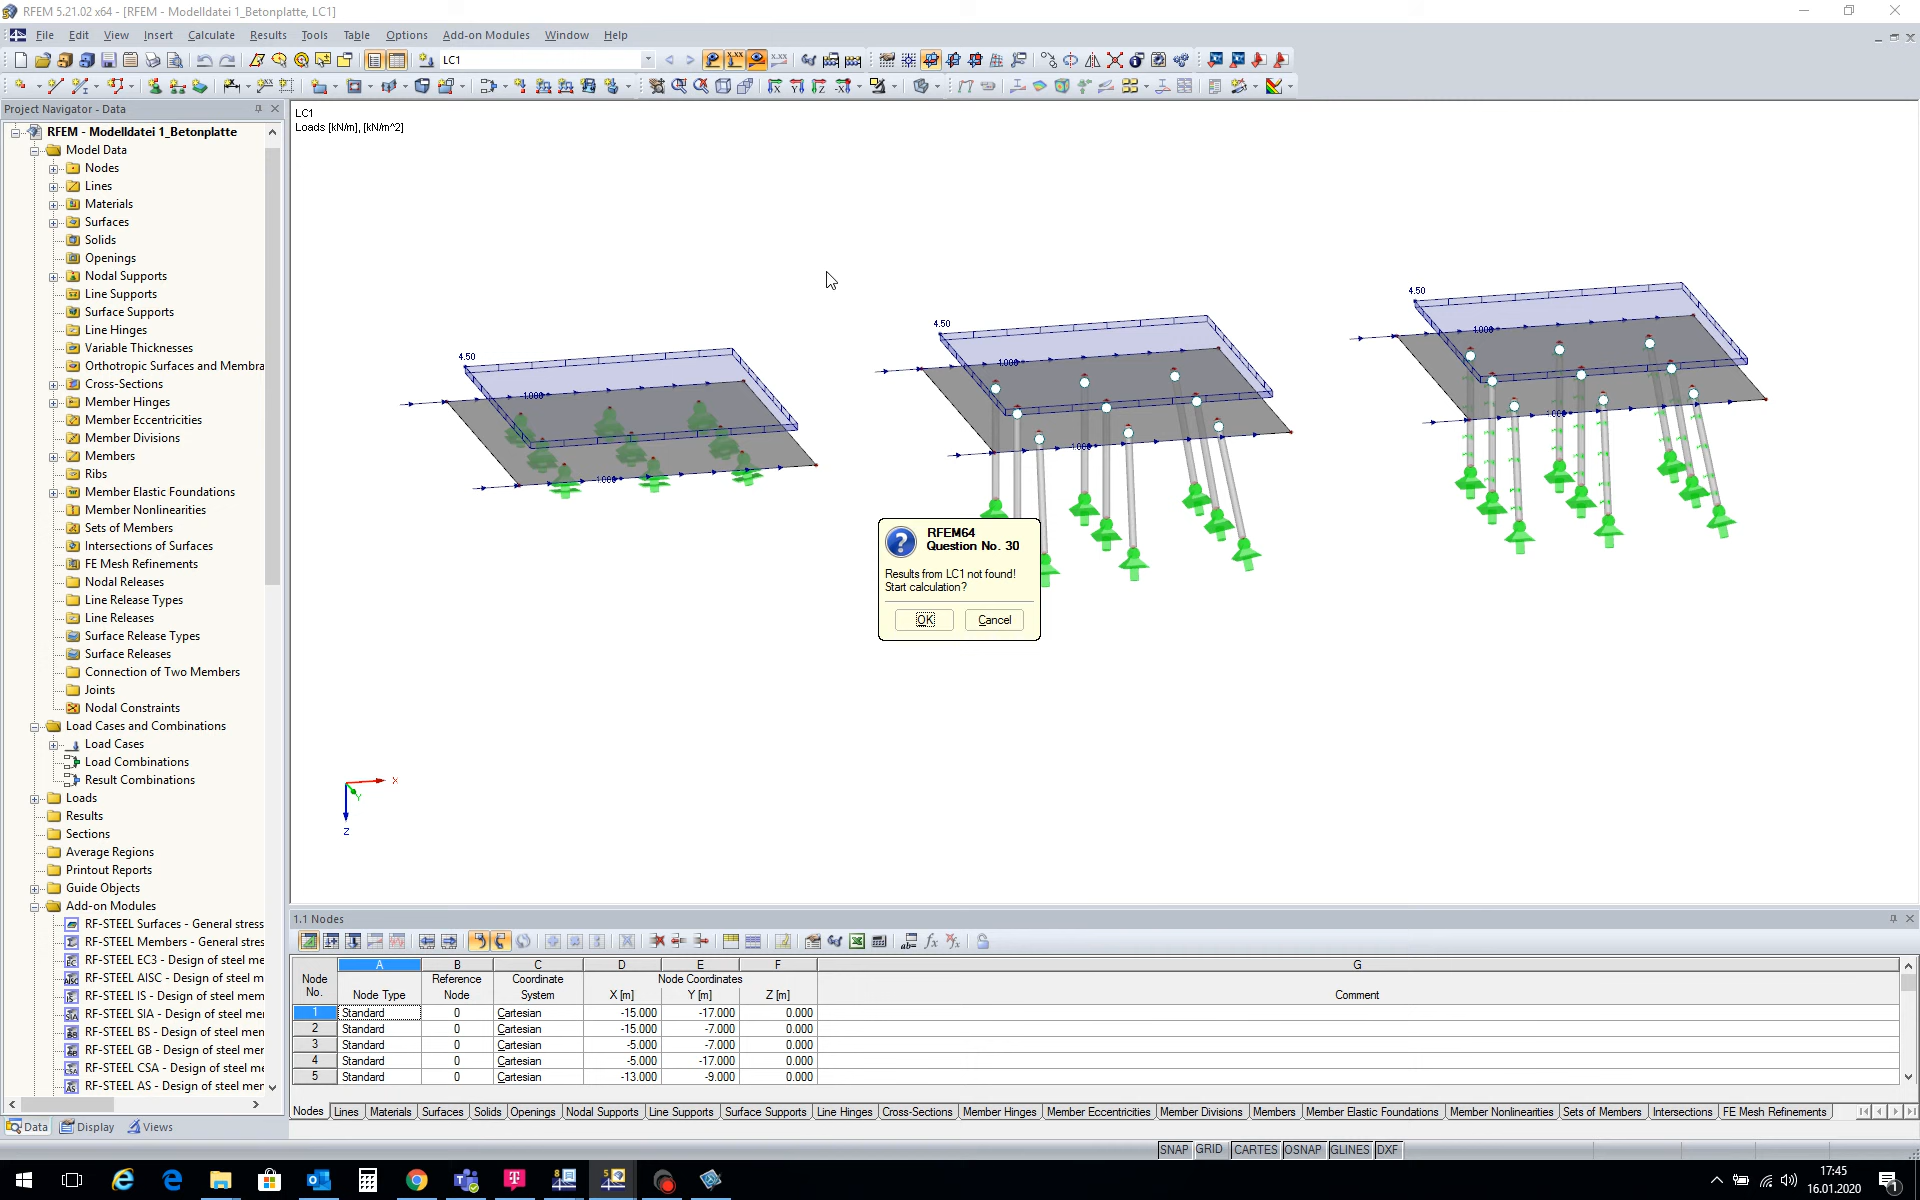 RFEM 5.21.02 x64 - [RFEM - Modelldatei 1_Betonplatte, LC1]
File Edit View Insert Calculate Results Tools Table Options Add-on Modules Window Help
LC1
Project Navigator - Data
RFEM - Modelldatei 1_Betonplatte
Model Data
Nodes
Lines
Materials
Surfaces
Solids
Openings
Nodal Supports
Line Supports
Surface Supports
Line Hinges
Variable Thicknesses
Orthotropic Surfaces and Membra
Cross-Sections
Member Hinges
Member Eccentricities
Member Divisions
Members
Ribs
Member Elastic Foundations
Member Nonlinearities
Sets of Members
Intersections of Surfaces
FE Mesh Refinements
Nodal Releases
Line Release Types
Line Releases
Surface Release Types
Surface Releases
Connection of Two Members
Joints
Nodal Constraints
Load Cases and Combinations
Load Cases
Load Combinations
Result Combinations
Loads
Results
Sections
Average Regions
Printout Reports
Guide Objects
Add-on Modules
RF-STEEL Surfaces - General stress
RF-STEEL Members - General stres
RF-STEEL EC3 - Design of steel me
RF-STEEL AISC - Design of steel m
RF-STEEL IS - Design of steel mem
RF-STEEL SIA - Design of steel mer
RF-STEEL BS - Design of steel mem
RF-STEEL GB - Design of steel mer
RF-STEEL CSA - Design of steel me
RF-STEEL AS - Design of steel mer
Data Display Views
LC1
Loads [kN/m], [kN/m^2]
4.50
1.000
1.000
4.50
1.000
1.000
4.50
1.000
1.000
RFEM64
Question No. 30
Results from LC1 not found!
Start calculation?
OK Cancel
X
Y
Z
1.1 Nodes
A B C D E F G
Node Reference Coordinate Node Coordinates
No. Node Type Node System X [m] Y [m] Z [m] Comment
1 Standard 0 Cartesian -15.000 -17.000 0.000
2 Standard 0 Cartesian -15.000 -7.000 0.000
3 Standard 0 Cartesian -5.000 -7.000 0.000
4 Standard 0 Cartesian -5.000 -17.000 0.000
5 Standard 0 Cartesian -13.000 -9.000 0.000
Nodes Lines Materials Surfaces Solids Openings Nodal Supports Line Supports Surface Supports Line Hinges Cross-Sections Member Hinges Member Eccentricities Member Divisions Members Member Elastic Foundations Member Nonlinearities Sets of Members Intersections FE Mesh Refinements
SNAP GRID CARTES OSNAP GLINES DXF
17:45
16.01.2020